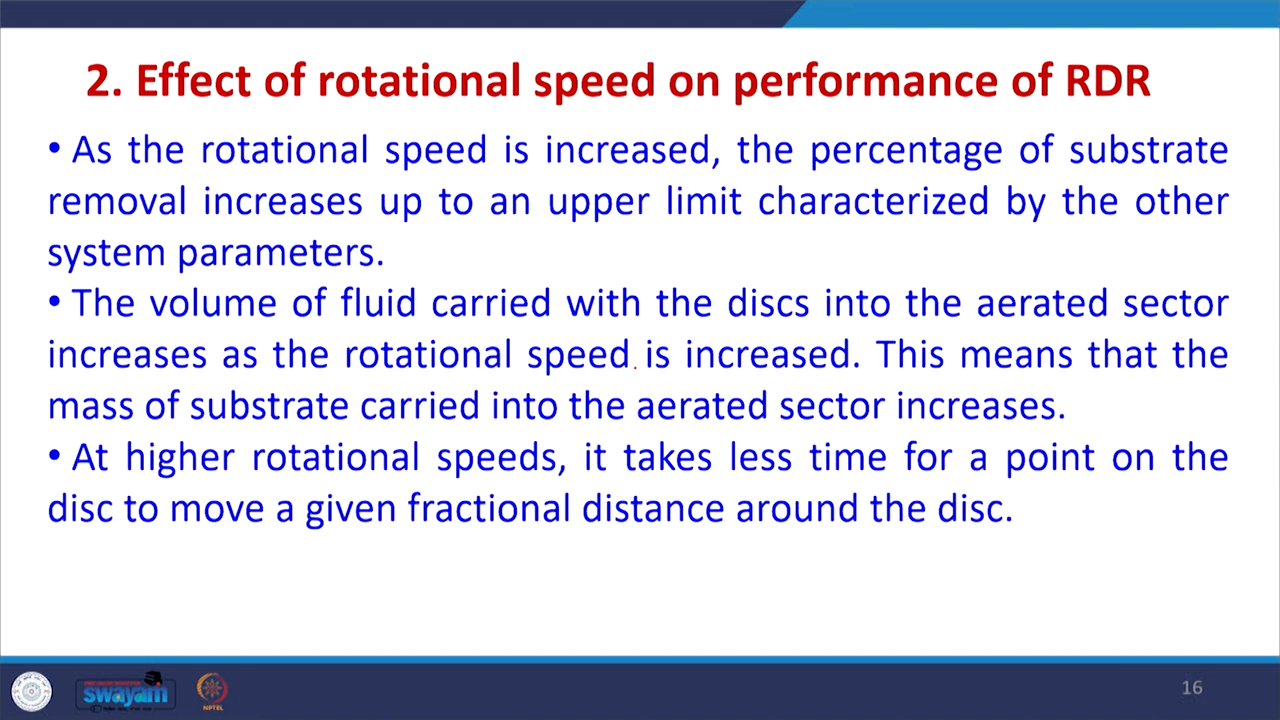 2. Effect of rotational speed on performance of RDR
• As the rotational speed is increased, the percentage of substrate
removal increases up to an upper limit characterized by the other
system parameters.
• The volume of fluid carried with the discs into the aerated sector
increases as the rotational speed is increased. This means that the
mass of substrate carried into the aerated sector increases.
• At higher rotational speeds, it takes less time for a point on the
disc to move a given fractional distance around the disc.
swayam
NPTEL
16